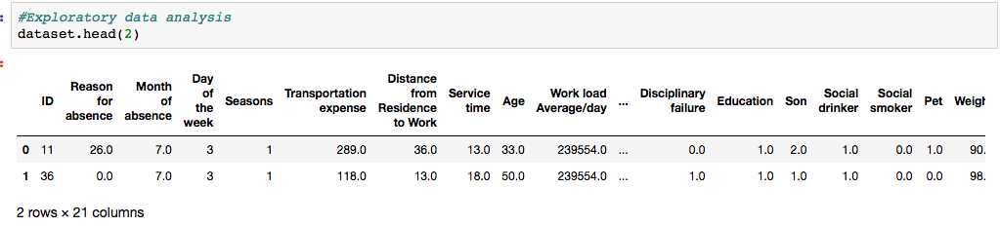 #Exploratory data analysis
dataset.head(2)
ID Reason for absence Month of absence Day of the week Seasons Transportation expense Distance from Residence to Work Service time Age Work load Average/day ... Disciplinary failure Education Son Social drinker Social smoker Pet Weigh
0 11 26.0 7.0 3 1 289.0 36.0 13.0 33.0 239554.0 ... 0.0 1.0 2.0 1.0 0.0 1.0 90.
1 36 0.0 7.0 3 1 118.0 13.0 18.0 50.0 239554.0 ... 1.0 1.0 1.0 1.0 0.0 0.0 98.
2 rows × 21 columns